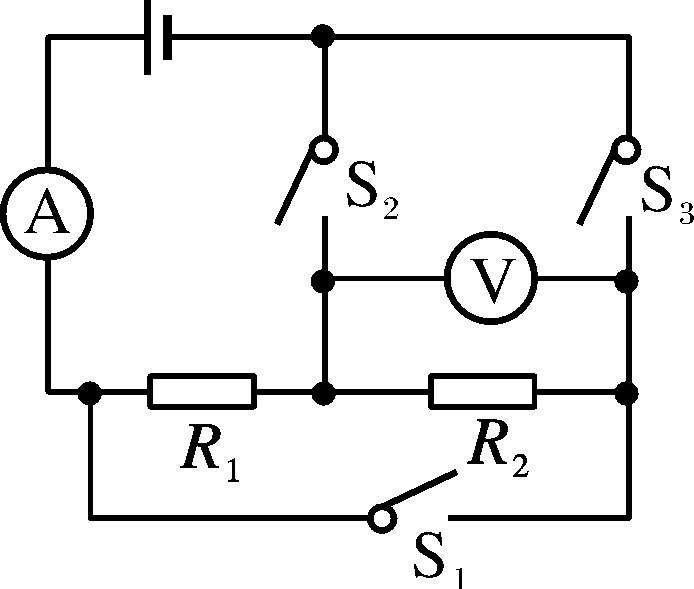 A
S₂
S₃
V
R₁
R₂
S₁